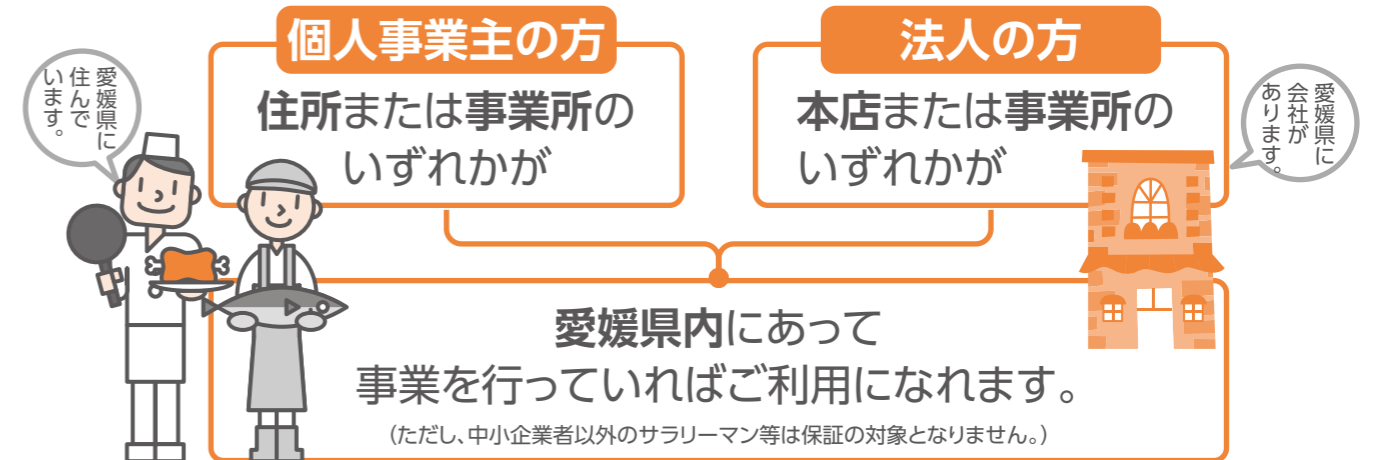 個人事業主の方
住所または事業所の
いずれかが
愛媛県に
住んで
います。
法人の方
本店または事業所の
いずれかが
愛媛県に
会社が
あります。
愛媛県内にあって
事業を行っていればご利用になれます。
(ただし、中小企業者以外のサラリーマン等は保証の対象となりません。)